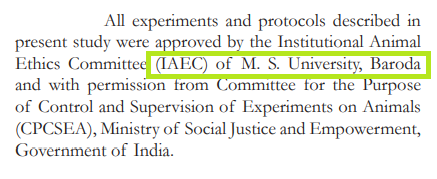 All experiments and protocols described in
present study were approved by the Institutional Animal
Ethics Committee (IAEC) of M. S. University, Baroda
and with permission from Committee for the Purpose
of Control and Supervision of Experiments on Animals
(CPCSEA), Ministry of Social Justice and Empowerment,
Government of India.